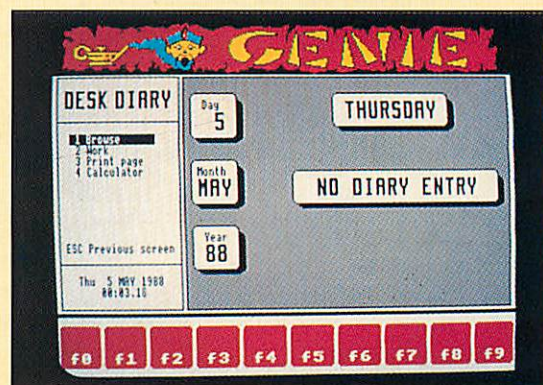 GENIE
DESK DIARY
1 Browse
2 Work
3 Print page
4 Calculator
ESC Previous screen
Thu 5 MAY 1988
00:03.16
Day
5
Month
MAY
Year
88
THURSDAY
NO DIARY ENTRY
f0 f1 f2 f3 f4 f5 f6 f7 f8 f9